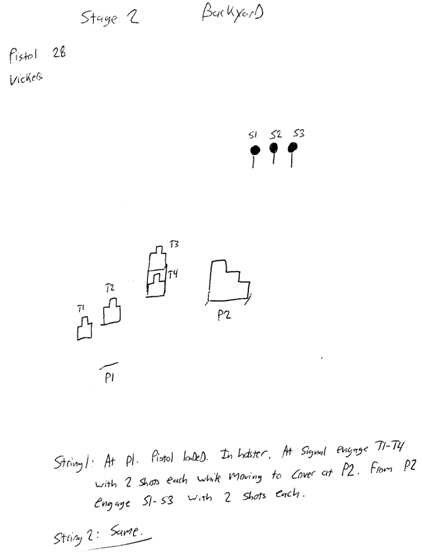 Stage 2 Backyard
Pistol 28
Vickers
S1 S2 S3
T3
T4
T2
T1
P2
P1
String 1: At P1. Pistol loaded. In holster. At signal engage T1-T4
with 2 shots each while moving to cover at P2. From P2
engage S1-S3 with 2 shots each.
String 2: Same.